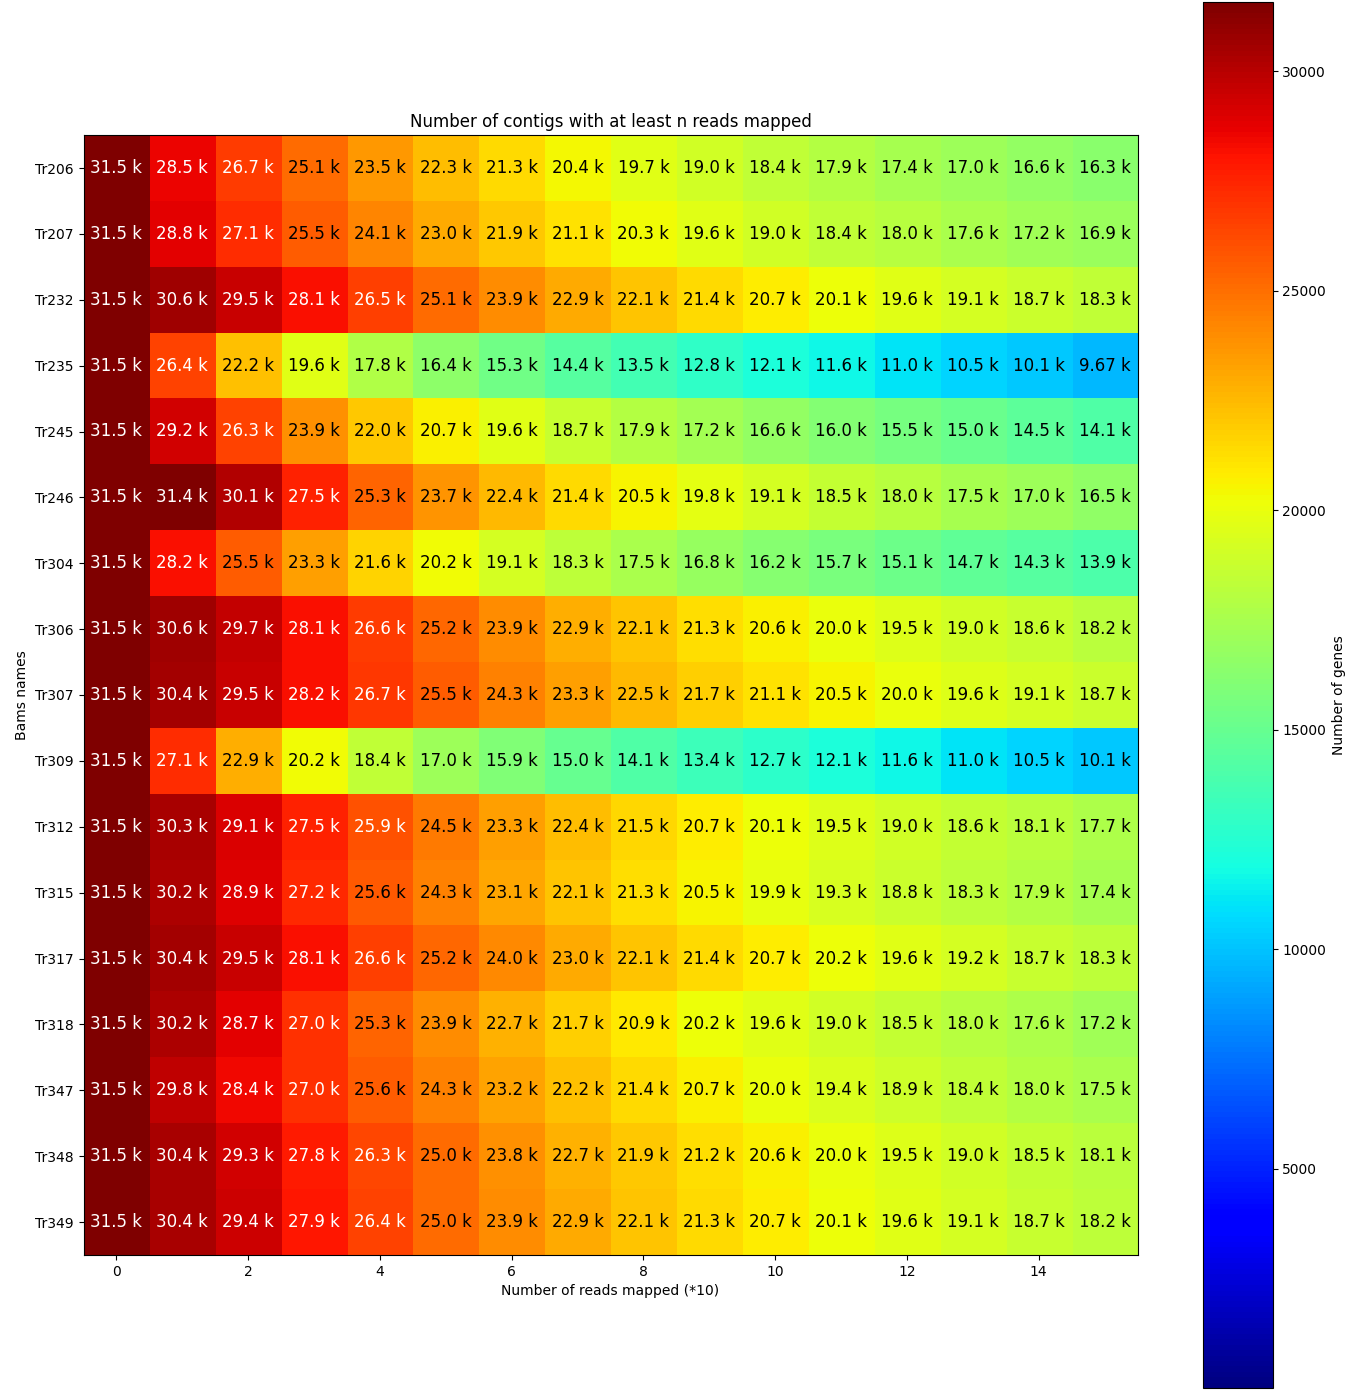 Number of contigs with at least n reads mapped
Tr206 31.5 k 28.5 k 26.7 k 25.1 k 23.5 k 22.3 k 21.3 k 20.4 k 19.7 k 19.0 k 18.4 k 17.9 k 17.4 k 17.0 k 16.6 k 16.3 k
Tr207 31.5 k 28.8 k 27.1 k 25.5 k 24.1 k 23.0 k 21.9 k 21.1 k 20.3 k 19.6 k 19.0 k 18.4 k 18.0 k 17.6 k 17.2 k 16.9 k
Tr232 31.5 k 30.6 k 29.5 k 28.1 k 26.5 k 25.1 k 23.9 k 22.9 k 22.1 k 21.4 k 20.7 k 20.1 k 19.6 k 19.1 k 18.7 k 18.3 k
Tr235 31.5 k 26.4 k 22.2 k 19.6 k 17.8 k 16.4 k 15.3 k 14.4 k 13.5 k 12.8 k 12.1 k 11.6 k 11.0 k 10.5 k 10.1 k 9.67 k
Tr245 31.5 k 29.2 k 26.3 k 23.9 k 22.0 k 20.7 k 19.6 k 18.7 k 17.9 k 17.2 k 16.6 k 16.0 k 15.5 k 15.0 k 14.5 k 14.1 k
Tr246 31.5 k 31.4 k 30.1 k 27.5 k 25.3 k 23.7 k 22.4 k 21.4 k 20.5 k 19.8 k 19.1 k 18.5 k 18.0 k 17.5 k 17.0 k 16.5 k
Tr304 31.5 k 28.2 k 25.5 k 23.3 k 21.6 k 20.2 k 19.1 k 18.3 k 17.5 k 16.8 k 16.2 k 15.7 k 15.1 k 14.7 k 14.3 k 13.9 k
Tr306 31.5 k 30.6 k 29.7 k 28.1 k 26.6 k 25.2 k 23.9 k 22.9 k 22.1 k 21.3 k 20.6 k 20.0 k 19.5 k 19.0 k 18.6 k 18.2 k
Tr307 31.5 k 30.4 k 29.5 k 28.2 k 26.7 k 25.5 k 24.3 k 23.3 k 22.5 k 21.7 k 21.1 k 20.5 k 20.0 k 19.6 k 19.1 k 18.7 k
Tr309 31.5 k 27.1 k 22.9 k 20.2 k 18.4 k 17.0 k 15.9 k 15.0 k 14.1 k 13.4 k 12.7 k 12.1 k 11.6 k 11.0 k 10.5 k 10.1 k
Tr312 31.5 k 30.3 k 29.1 k 27.5 k 25.9 k 24.5 k 23.3 k 22.4 k 21.5 k 20.7 k 20.1 k 19.5 k 19.0 k 18.6 k 18.1 k 17.7 k
Tr315 31.5 k 30.2 k 28.9 k 27.2 k 25.6 k 24.3 k 23.1 k 22.1 k 21.3 k 20.5 k 19.9 k 19.3 k 18.8 k 18.3 k 17.9 k 17.4 k
Tr317 31.5 k 30.4 k 29.5 k 28.1 k 26.6 k 25.2 k 24.0 k 23.0 k 22.1 k 21.4 k 20.7 k 20.2 k 19.6 k 19.2 k 18.7 k 18.3 k
Tr318 31.5 k 30.2 k 28.7 k 27.0 k 25.3 k 23.9 k 22.7 k 21.7 k 20.9 k 20.2 k 19.6 k 19.0 k 18.5 k 18.0 k 17.6 k 17.2 k
Tr347 31.5 k 29.8 k 28.4 k 27.0 k 25.6 k 24.3 k 23.2 k 22.2 k 21.4 k 20.7 k 20.0 k 19.4 k 18.9 k 18.4 k 18.0 k 17.5 k
Tr348 31.5 k 30.4 k 29.3 k 27.8 k 26.3 k 25.0 k 23.8 k 22.7 k 21.9 k 21.2 k 20.6 k 20.0 k 19.5 k 19.0 k 18.5 k 18.1 k
Tr349 31.5 k 30.4 k 29.4 k 27.9 k 26.4 k 25.0 k 23.9 k 22.9 k 22.1 k 21.3 k 20.7 k 20.1 k 19.6 k 19.1 k 18.7 k 18.2 k
0 2 4 6 8 10 12 14
Number of reads mapped (*10)
Bams names
30000
25000
20000
15000
10000
5000
Number of genes